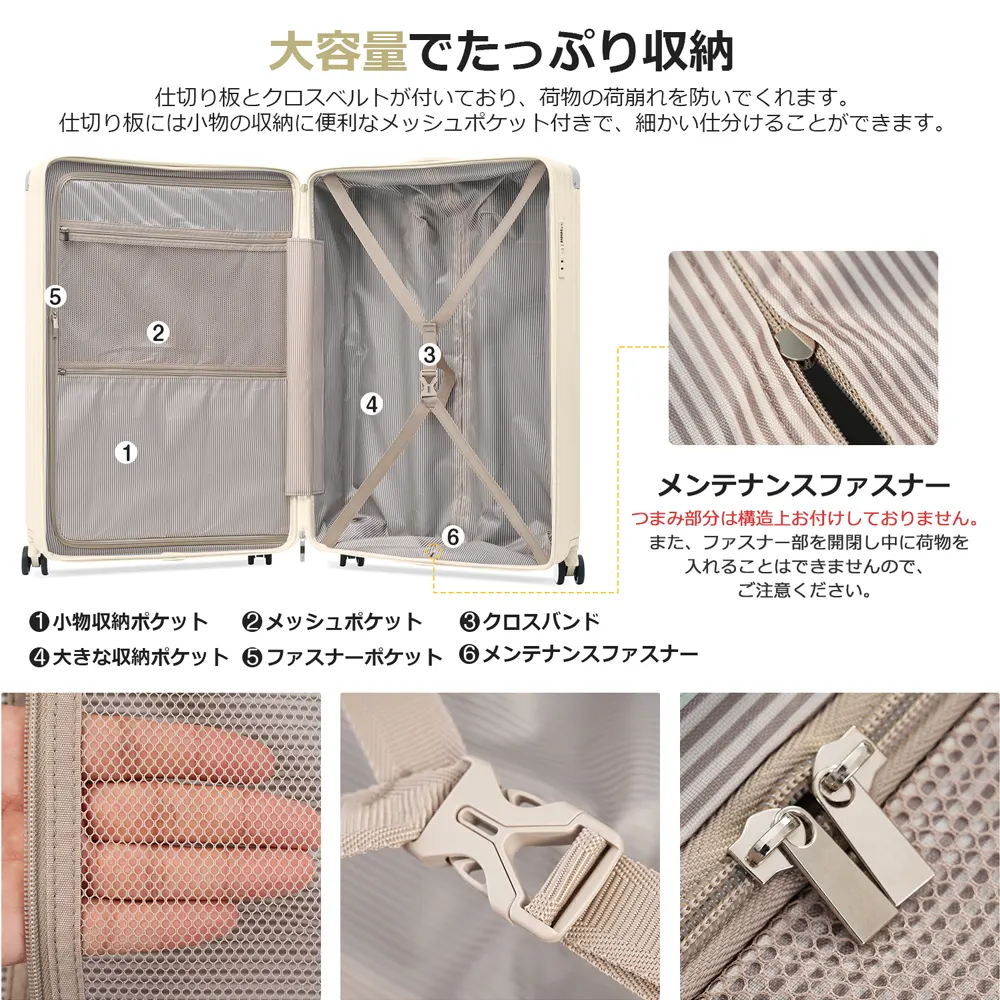 大容量でたっぷり収納
仕切り板とクロスベルトが付いており、荷物の荷崩れを防いでくれます。
仕切り板には小物の収納に便利なメッシュポケット付きで、細かい仕分けることができます。
5
2
3
4
1
6
メンテナンスファスナー
つまみ部分は構造上お付けしておりません。
また、ファスナー部を開閉し中に荷物を
入れることはできませんので、
ご注意ください。
1小物収納ポケット 2メッシュポケット 3クロスバンド
4大きな収納ポケット 5ファスナーポケット 6メンテナンスファスナー